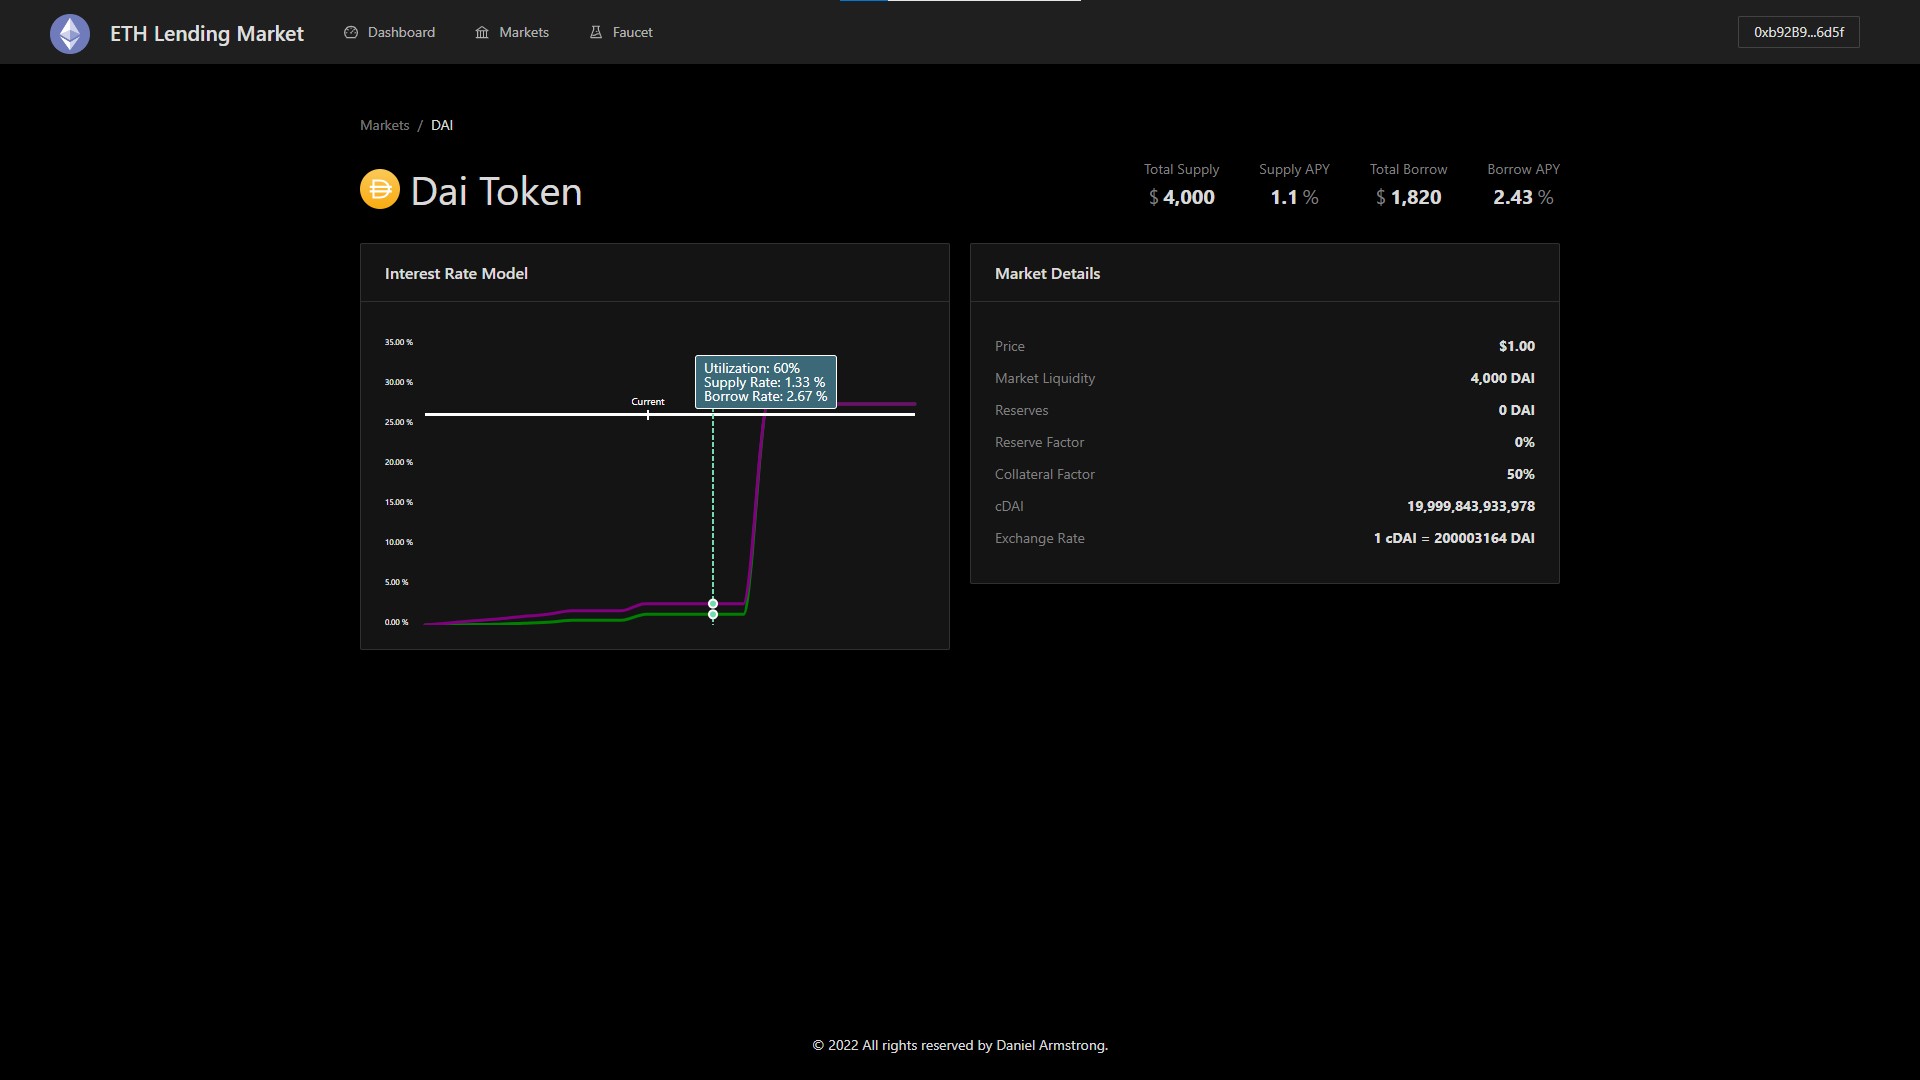 ETH Lending Market
Dashboard
Markets
Faucet
0xb92B9...6d5f
Markets / DAI
Dai Token
Total Supply
$ 4,000
Supply APY
1.1 %
Total Borrow
$ 1,820
Borrow APY
2.43 %
Interest Rate Model
35.00 %
30.00 %
25.00 %
20.00 %
15.00 %
10.00 %
5.00 %
0.00 %
Current
Utilization: 60%
Supply Rate: 1.33 %
Borrow Rate: 2.67 %
Market Details
Price $1.00
Market Liquidity 4,000 DAI
Reserves 0 DAI
Reserve Factor 0%
Collateral Factor 50%
cDAI 19,999,843,933,978
Exchange Rate 1 cDAI = 200003164 DAI
© 2022 All rights reserved by Daniel Armstrong.